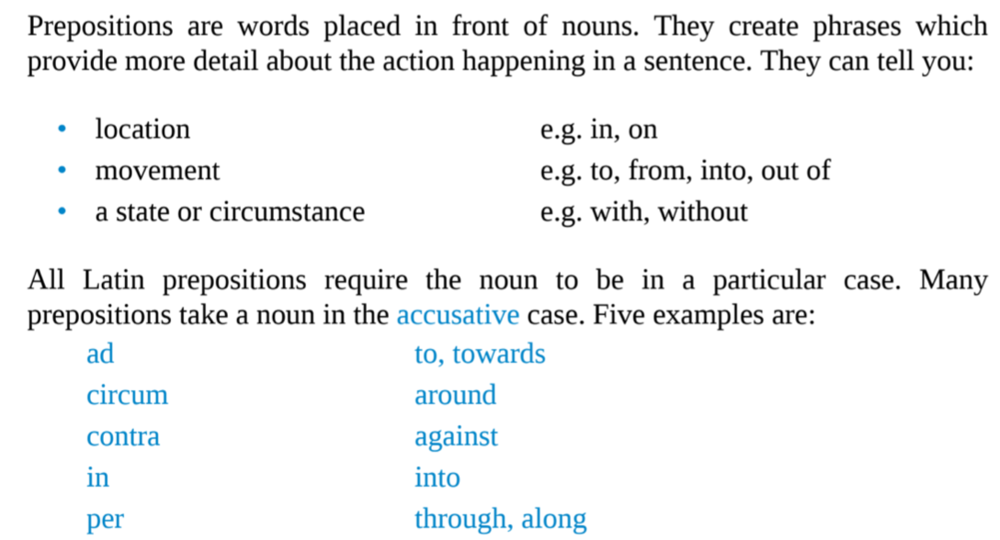 Prepositions are words placed in front of nouns. They create phrases which
provide more detail about the action happening in a sentence. They can tell you:
• location e.g. in, on
• movement e.g. to, from, into, out of
• a state or circumstance e.g. with, without
All Latin prepositions require the noun to be in a particular case. Many
prepositions take a noun in the accusative case. Five examples are:
ad to, towards
circum around
contra against
in into
per through, along